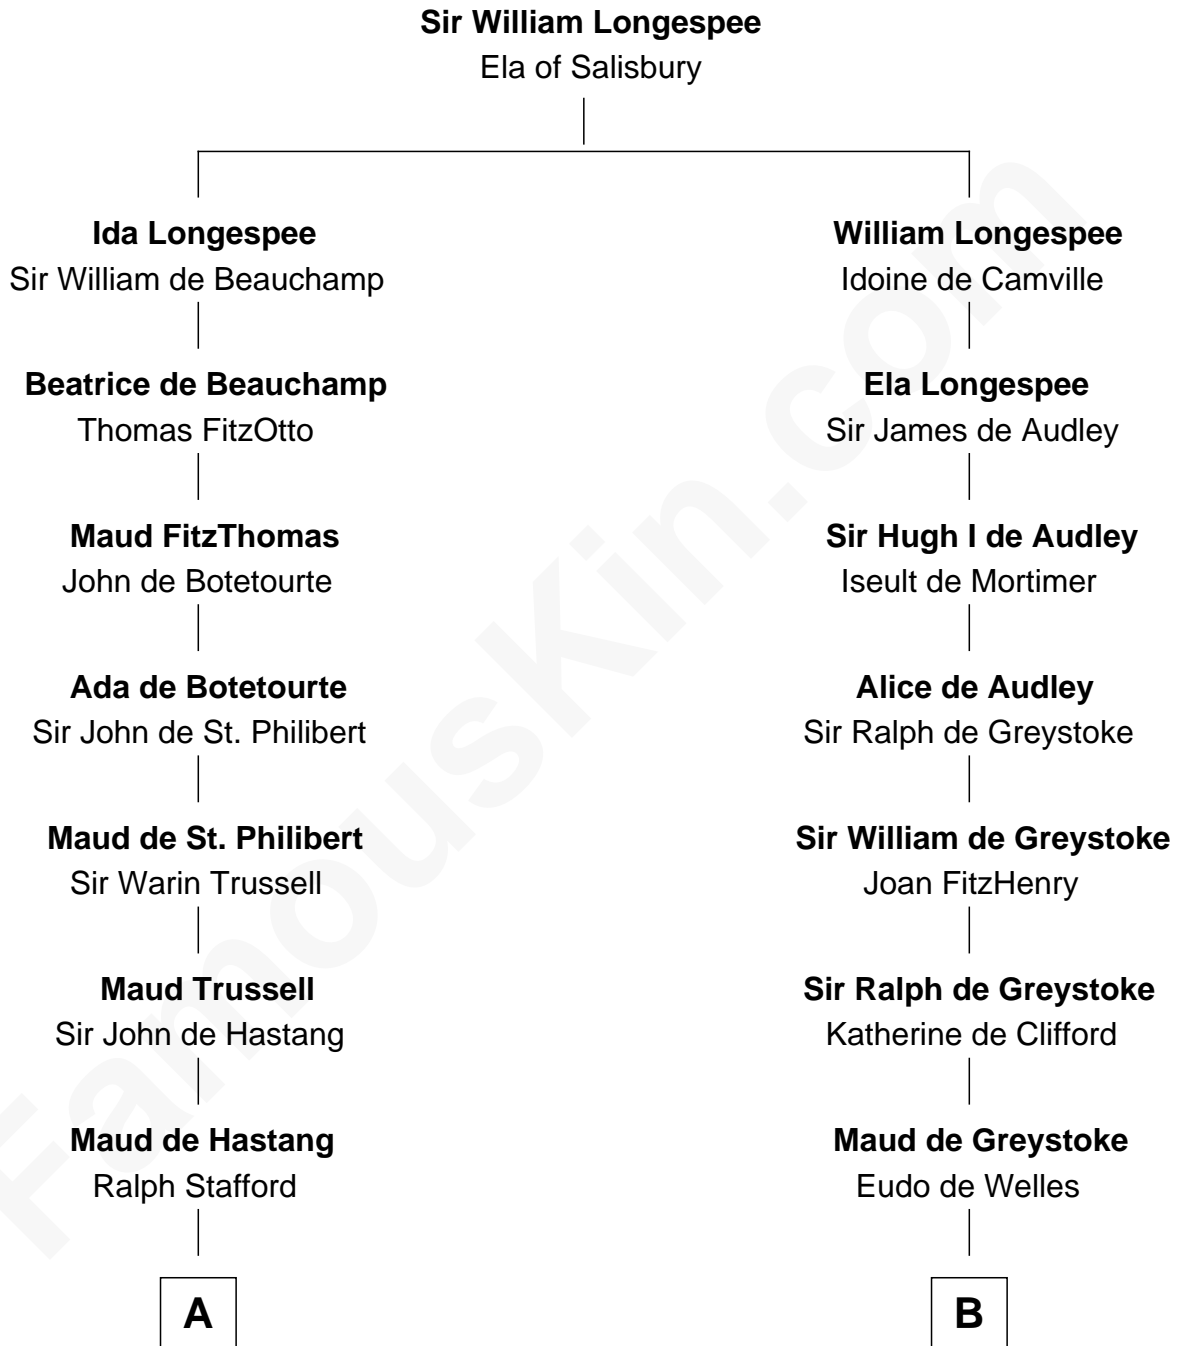 Sir William Longespee
Ela of Salisbury
Ida Longespee
Sir William de Beauchamp
William Longespee
Idoine de Camville
Beatrice de Beauchamp
Thomas FitzOtto
Ela Longespee
Sir James de Audley
Maud FitzThomas
John de Botetourte
Sir Hugh I de Audley
Iseult de Mortimer
Ada de Botetourte
Sir John de St. Philibert
Alice de Audley
Sir Ralph de Greystoke
Maud de St. Philibert
Sir Warin Trussell
Sir William de Greystoke
Joan FitzHenry
Maud Trussell
Sir John de Hastang
Sir Ralph de Greystoke
Katherine de Clifford
Maud de Hastang
Ralph Stafford
Maud de Greystoke
Eudo de Welles
A
B
FamousKin.com